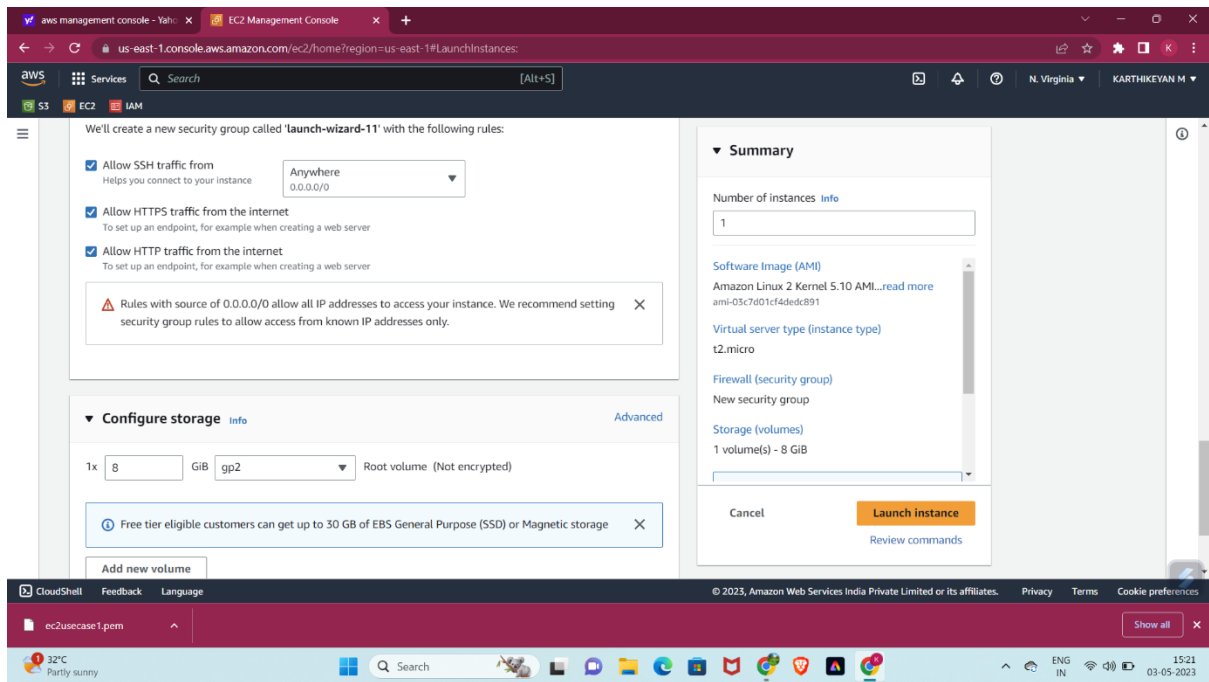 aws management console - Yaho
EC2 Management Console
us-east-1.console.aws.amazon.com/ec2/home?region=us-east-1#LaunchInstances:
K
aws
Services
Search
[Alt+S]
N. Virginia
KARTHIKEYAN M
S3
EC2
IAM
We'll create a new security group called 'launch-wizard-11' with the following rules:
Allow SSH traffic from
Helps you connect to your instance
Anywhere
0.0.0.0/0
Allow HTTPS traffic from the internet
To set up an endpoint, for example when creating a web server
Allow HTTP traffic from the internet
To set up an endpoint, for example when creating a web server
Rules with source of 0.0.0.0/0 allow all IP addresses to access your instance. We recommend setting
security group rules to allow access from known IP addresses only.
Configure storage Info
Advanced
1x 8 GiB gp2 Root volume (Not encrypted)
Free tier eligible customers can get up to 30 GB of EBS General Purpose (SSD) or Magnetic storage
Add new volume
Summary
Number of instances Info
1
Software Image (AMI)
Amazon Linux 2 Kernel 5.10 AMI...read more
ami-03c7d01cf4dedc891
Virtual server type (instance type)
t2.micro
Firewall (security group)
New security group
Storage (volumes)
1 volume(s) - 8 GiB
Cancel
Launch instance
Review commands
CloudShell Feedback Language
© 2023, Amazon Web Services India Private Limited or its affiliates. Privacy Terms Cookie preferences
ec2usecase1.pem
Show all
1
32°C
Partly sunny
Search
ENG
IN
15:21
03-05-2023